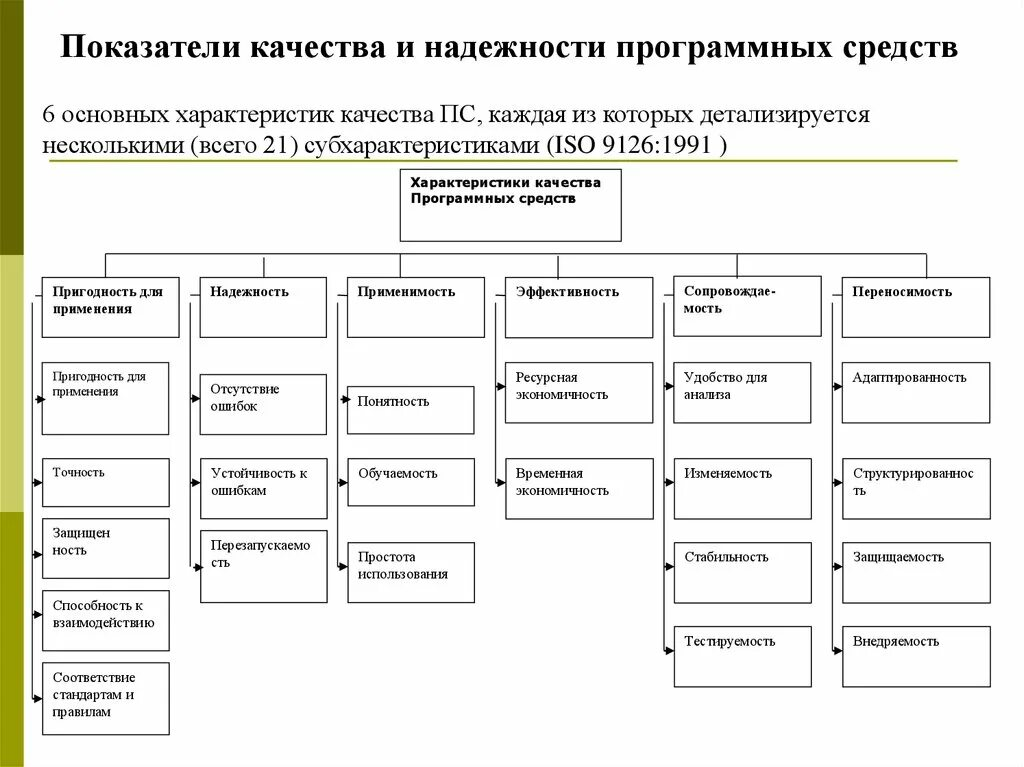 Показатели качества и надежности программных средств
6 основных характеристик качества ПС, каждая из которых детализируется
несколькими (всего 21) субхарактеристиками (ISO 9126:1991 )
Характеристики качества
Программных средств
Пригодность для
применения
Надежность
Применимость
Эффективность
Сопровождае-
мость
Переносимость
Пригодность для
применения
Точность
Защищен
ность
Способность к
взаимодействию
Соответствие
стандартам и
правилам
Отсутствие
ошибок
Устойчивость к
ошибкам
Перезапускаемо
сть
Понятность
Обучаемость
Простота
использования
Ресурсная
экономичность
Временная
экономичность
Удобство для
анализа
Изменяемость
Стабильность
Тестируемость
Адаптированность
Структурированнос
ть
Защищаемость
Внедряемость